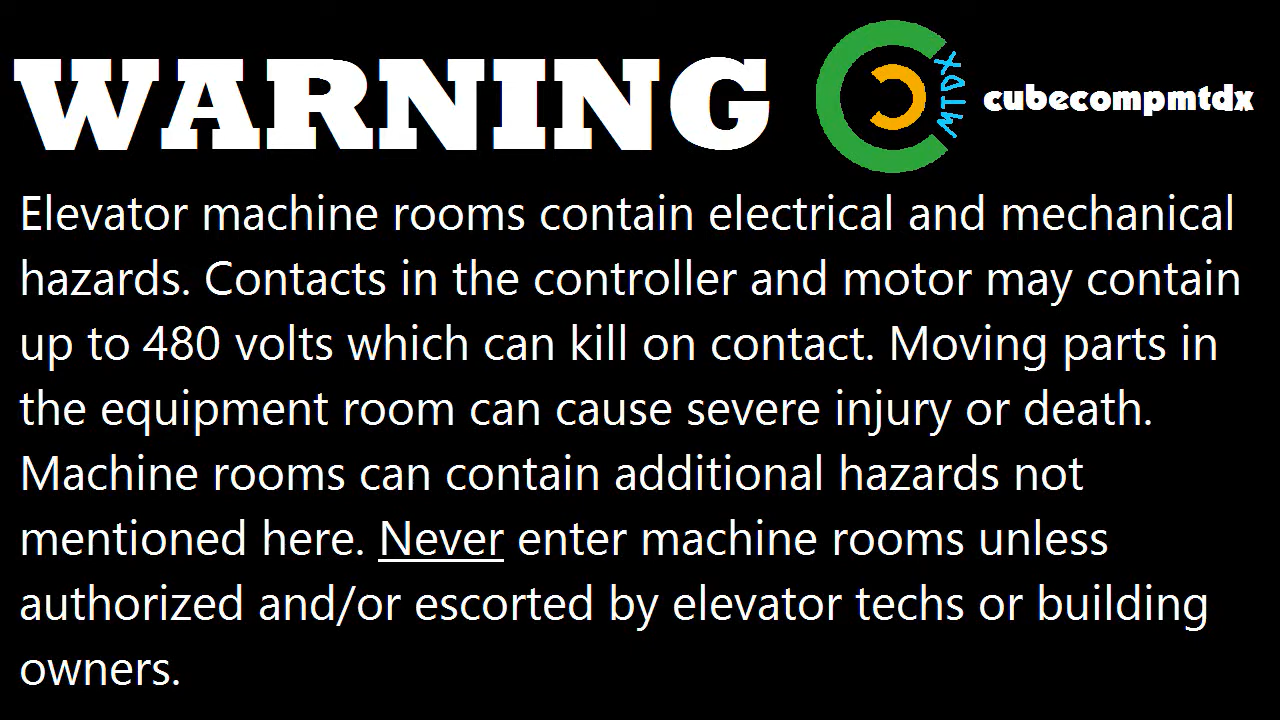 WARNING
MTDX
cubecompmtdx
Elevator machine rooms contain electrical and mechanical
hazards. Contacts in the controller and motor may contain
up to 480 volts which can kill on contact. Moving parts in
the equipment room can cause severe injury or death.
Machine rooms can contain additional hazards not
mentioned here. Never enter machine rooms unless
authorized and/or escorted by elevator techs or building
owners.